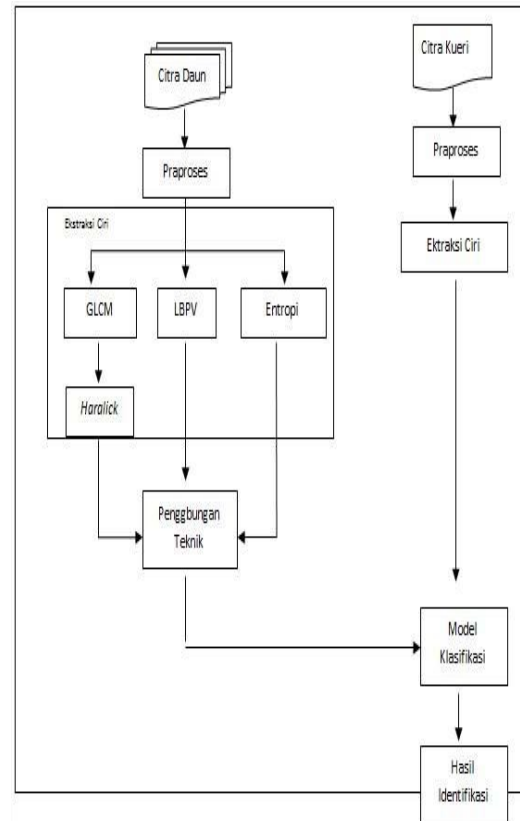 Citra Daun
Citra Kueri
Praproses
Praproses
Ekstraksi Ciri
Ektraksi Ciri
GLCM
LBPV
Entropi
Haralick
Penggbungan
Teknik
Model
Klasifikasi
Hasil
Identifikasi